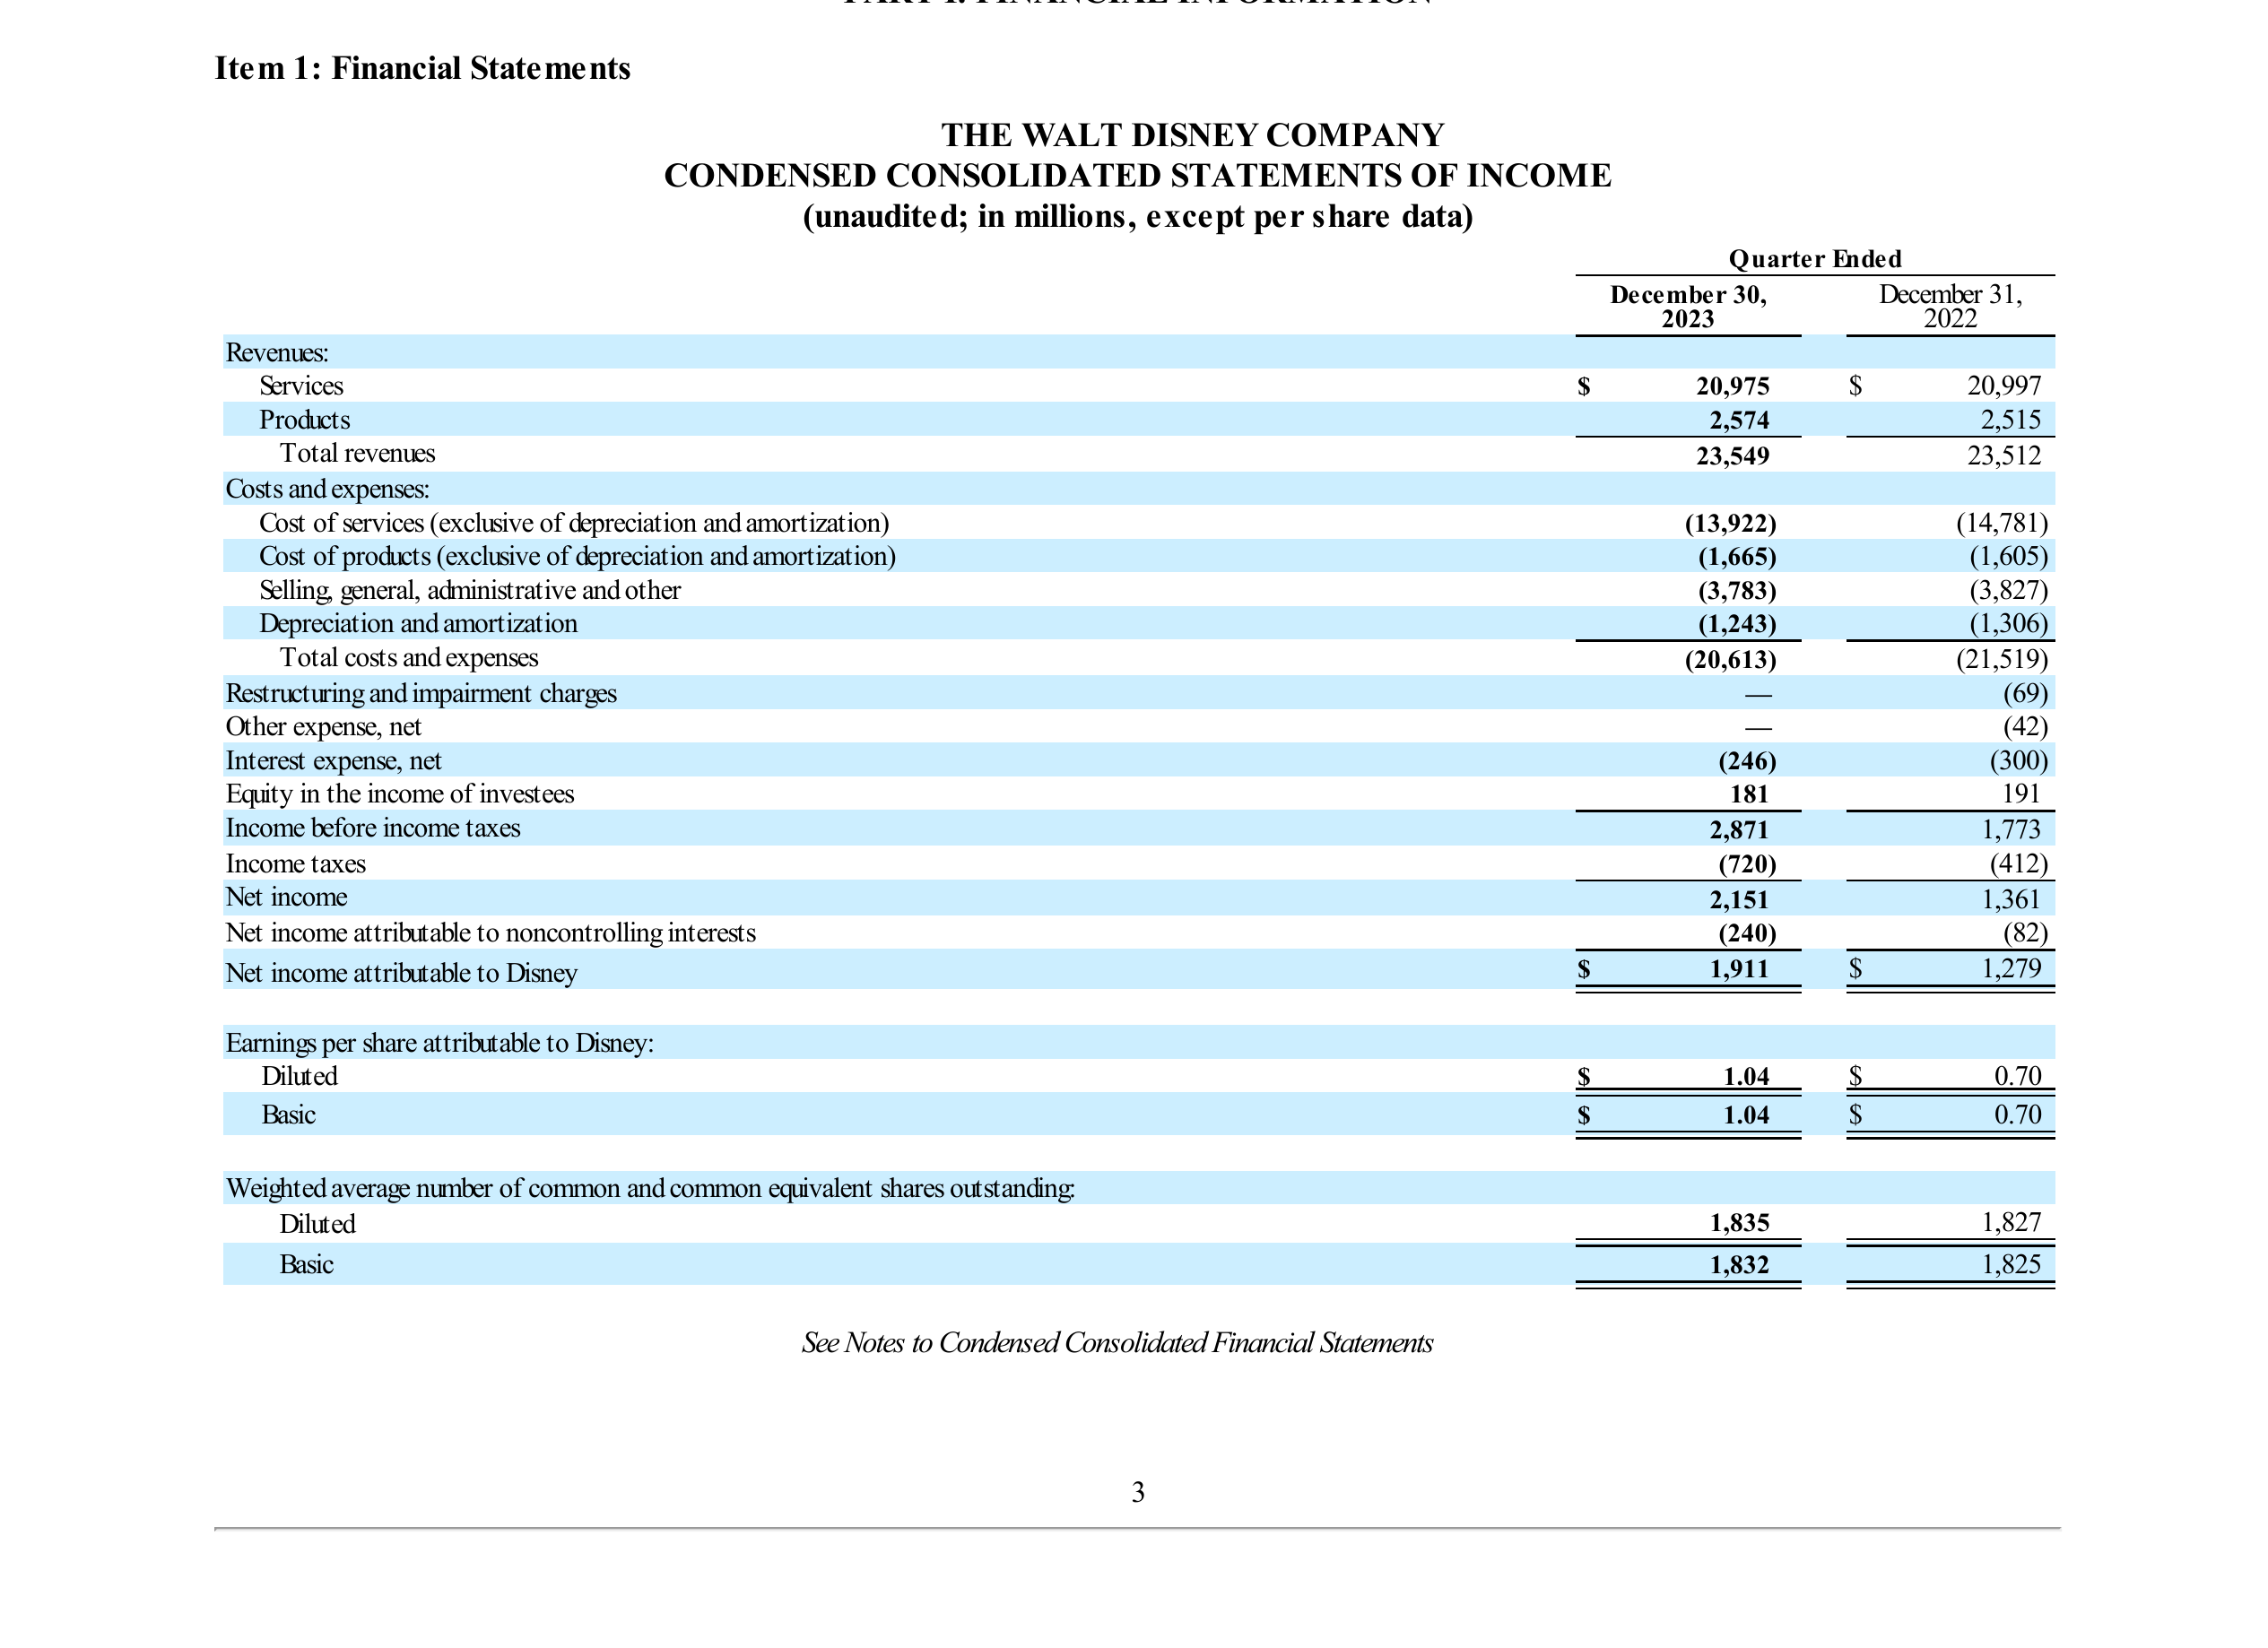 PART I. FINANCIAL INFORMATION
Item 1: Financial Statements
THE WALT DISNEY COMPANY
CONDENSED CONSOLIDATED STATEMENTS OF INCOME
(unaudited; in millions, except per share data)
Quarter Ended
December 30, 2023 December 31, 2022
Revenues:
Services $ 20,975 $ 20,997
Products 2,574 2,515
Total revenues 23,549 23,512
Costs and expenses:
Cost of services (exclusive of depreciation and amortization) (13,922) (14,781)
Cost of products (exclusive of depreciation and amortization) (1,665) (1,605)
Selling, general, administrative and other (3,783) (3,827)
Depreciation and amortization (1,243) (1,306)
Total costs and expenses (20,613) (21,519)
Restructuring and impairment charges — (69)
Other expense, net — (42)
Interest expense, net (246) (300)
Equity in the income of investees 181 191
Income before income taxes 2,871 1,773
Income taxes (720) (412)
Net income 2,151 1,361
Net income attributable to noncontrolling interests (240) (82)
Net income attributable to Disney $ 1,911 $ 1,279
Earnings per share attributable to Disney:
Diluted $ 1.04 $ 0.70
Basic $ 1.04 $ 0.70
Weighted average number of common and common equivalent shares outstanding:
Diluted 1,835 1,827
Basic 1,832 1,825
See Notes to Condensed Consolidated Financial Statements
3